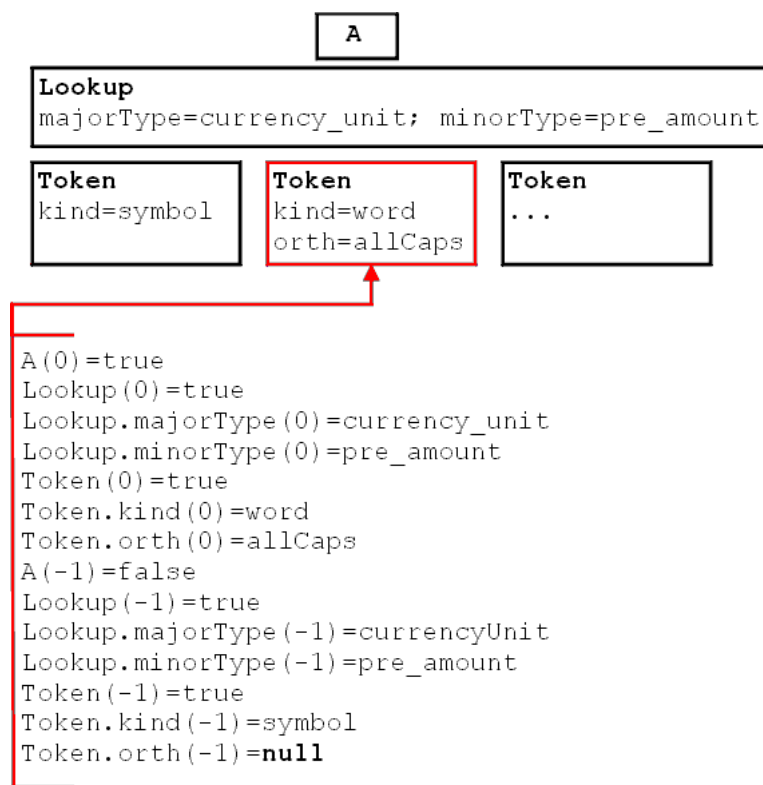 A
Lookup
majorType=currency_unit; minorType=pre_amount
Token
kind=symbol
Token
kind=word
orth=allCaps
Token
...
A(0)=true
Lookup(0)=true
Lookup.majorType(0)=currency_unit
Lookup.minorType(0)=pre_amount
Token(0)=true
Token.kind(0)=word
Token.orth(0)=allCaps
A(-1)=false
Lookup(-1)=true
Lookup.majorType(-1)=currencyUnit
Lookup.minorType(-1)=pre_amount
Token(-1)=true
Token.kind(-1)=symbol
Token.orth(-1)=null